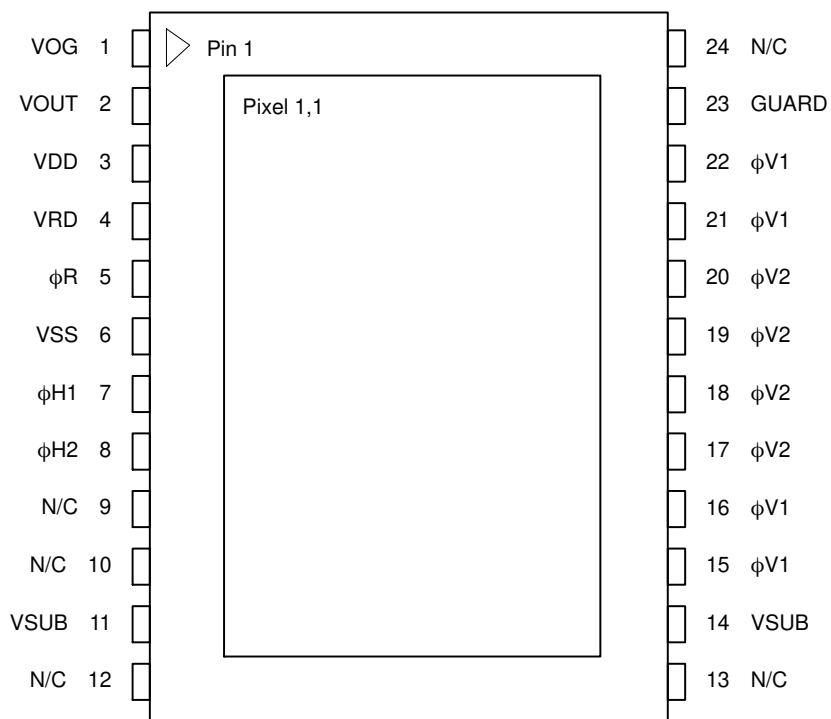 VOG 1 Pin 1 24 N/C
VOUT 2 Pixel 1,1 23 GUARD
VDD 3 22 ϕV1
VRD 4 21 ϕV1
ϕR 5 20 ϕV2
VSS 6 19 ϕV2
ϕH1 7 18 ϕV2
ϕH2 8 17 ϕV2
N/C 9 16 ϕV1
N/C 10 15 ϕV1
VSUB 11 14 VSUB
N/C 12 13 N/C